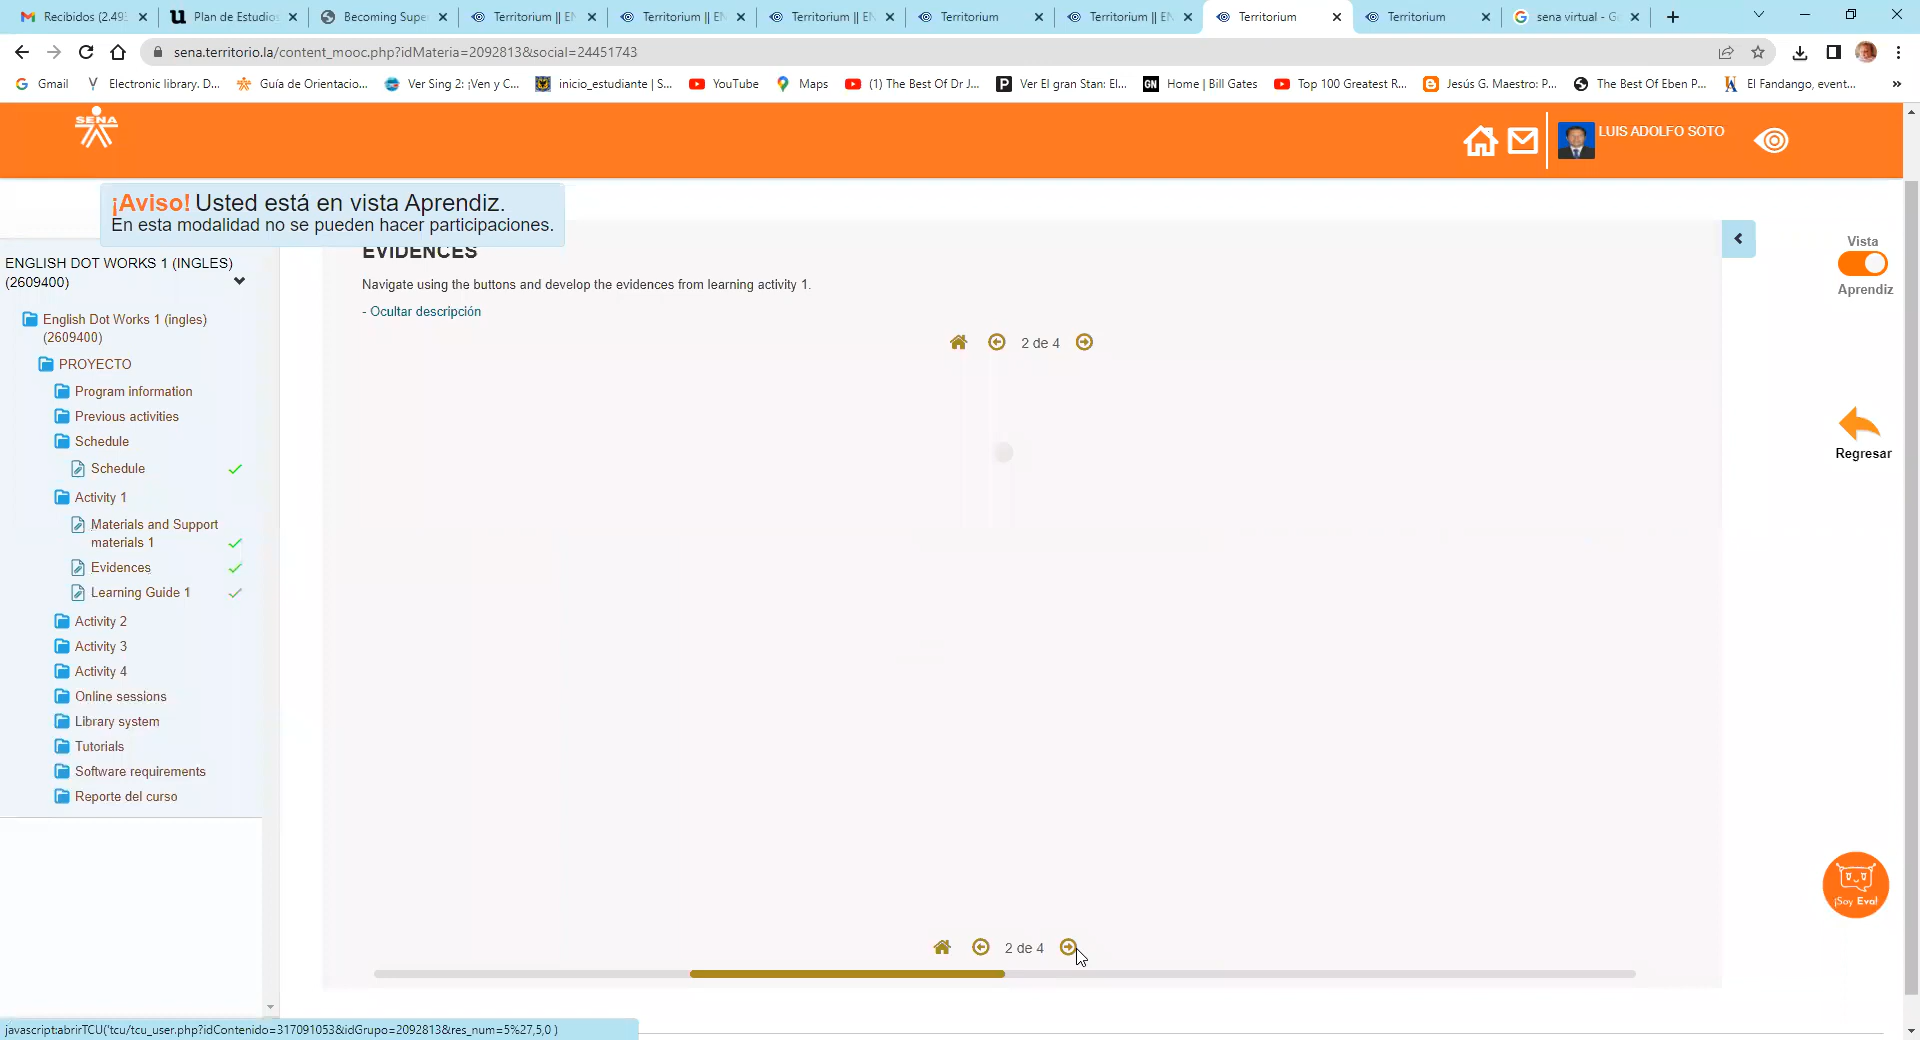 Recibidos (2.49
Plan de Estudios
Becoming Supe
Territorium || EN
Territorium || EN
Territorium || EN
Territorium
Territorium || EN
Territorium
Territorium
sena virtual - G
sena.territorio.la/content_mooc.php?idMateria=2092813&social=24451743
Gmail
Electronic library. D...
Guía de Orientacio...
Ver Sing 2: ¡Ven y C...
inicio_estudiante | S...
YouTube
Maps
(1) The Best Of Dr J...
Ver El gran Stan: El...
GN Home | Bill Gates
Top 100 Greatest R...
Jesús G. Maestro: P...
The Best Of Eben P...
El Fandango, event...
SENA
LUIS ADOLFO SOTO
¡Aviso! Usted está en vista Aprendiz.
En esta modalidad no se pueden hacer participaciones.
ENGLISH DOT WORKS 1 (INGLES)
(2609400)
English Dot Works 1 (ingles)
(2609400)
PROYECTO
Program information
Previous activities
Schedule
Schedule
Activity 1
Materials and Support
materials 1
Evidences
Learning Guide 1
Activity 2
Activity 3
Activity 4
Online sessions
Library system
Tutorials
Software requirements
Reporte del curso
EVIDENCES
Navigate using the buttons and develop the evidences from learning activity 1.
- Ocultar descripción
2 de 4
2 de 4
Vista
Aprendiz
Regresar
¡Soy Eva!
javascript:abrirTCU('tcu/tcu_user.php?idContenido=317091053&idGrupo=2092813&res_num=5%27,5,0 )